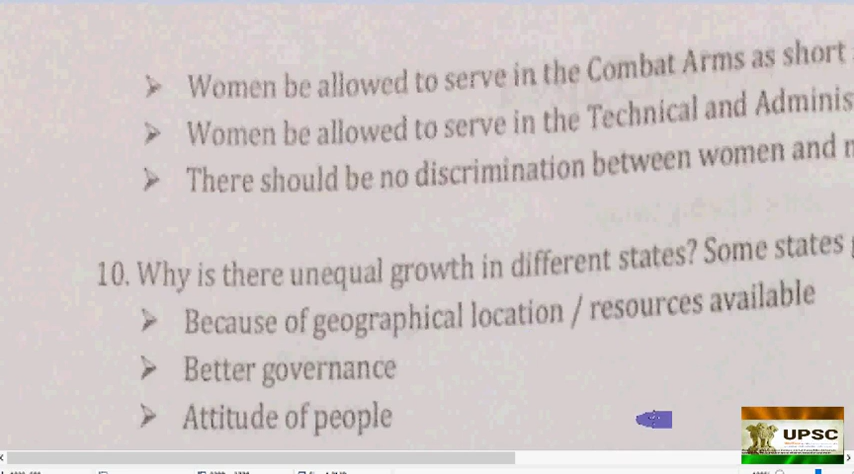 ➢ Women be allowed to serve in the Combat Arms as short
➢ Women be allowed to serve in the Technical and Adminis
➢ There should be no discrimination between women and
10. Why is there unequal growth in different states? Some states
➢ Because of geographical location / resources available
➢ Better governance
➢ Attitude of people
UPSC